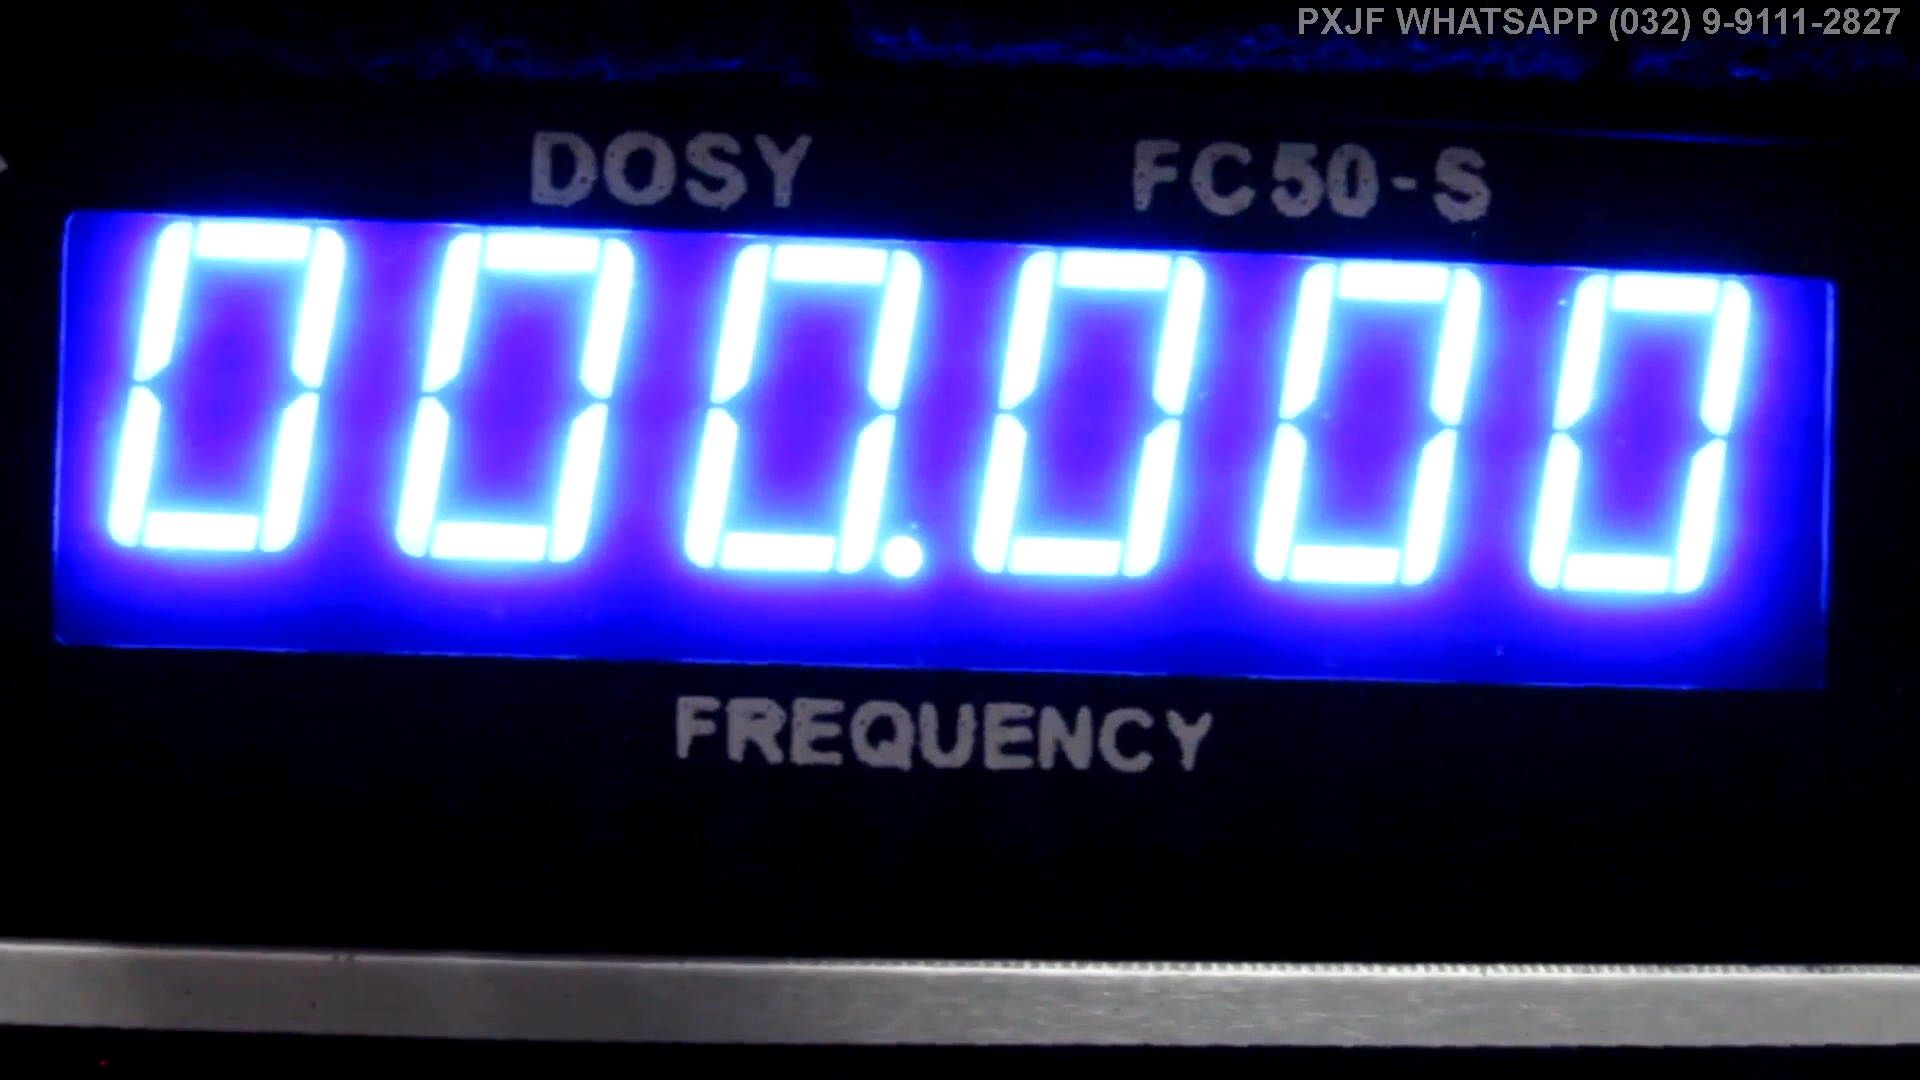 PXJF WHATSAPP (032) 9-9111-2827
DOSY FC50-S
000.000
FREQUENCY